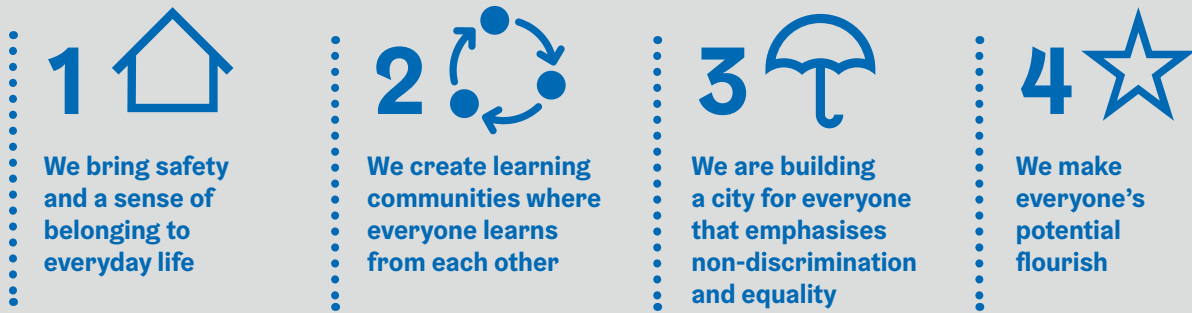 1
We bring safety
and a sense of
belonging to
everyday life
2
We create learning
communities where
everyone learns
from each other
3
We are building
a city for everyone
that emphasises
non-discrimination
and equality
4
We make
everyone’s
potential
flourish